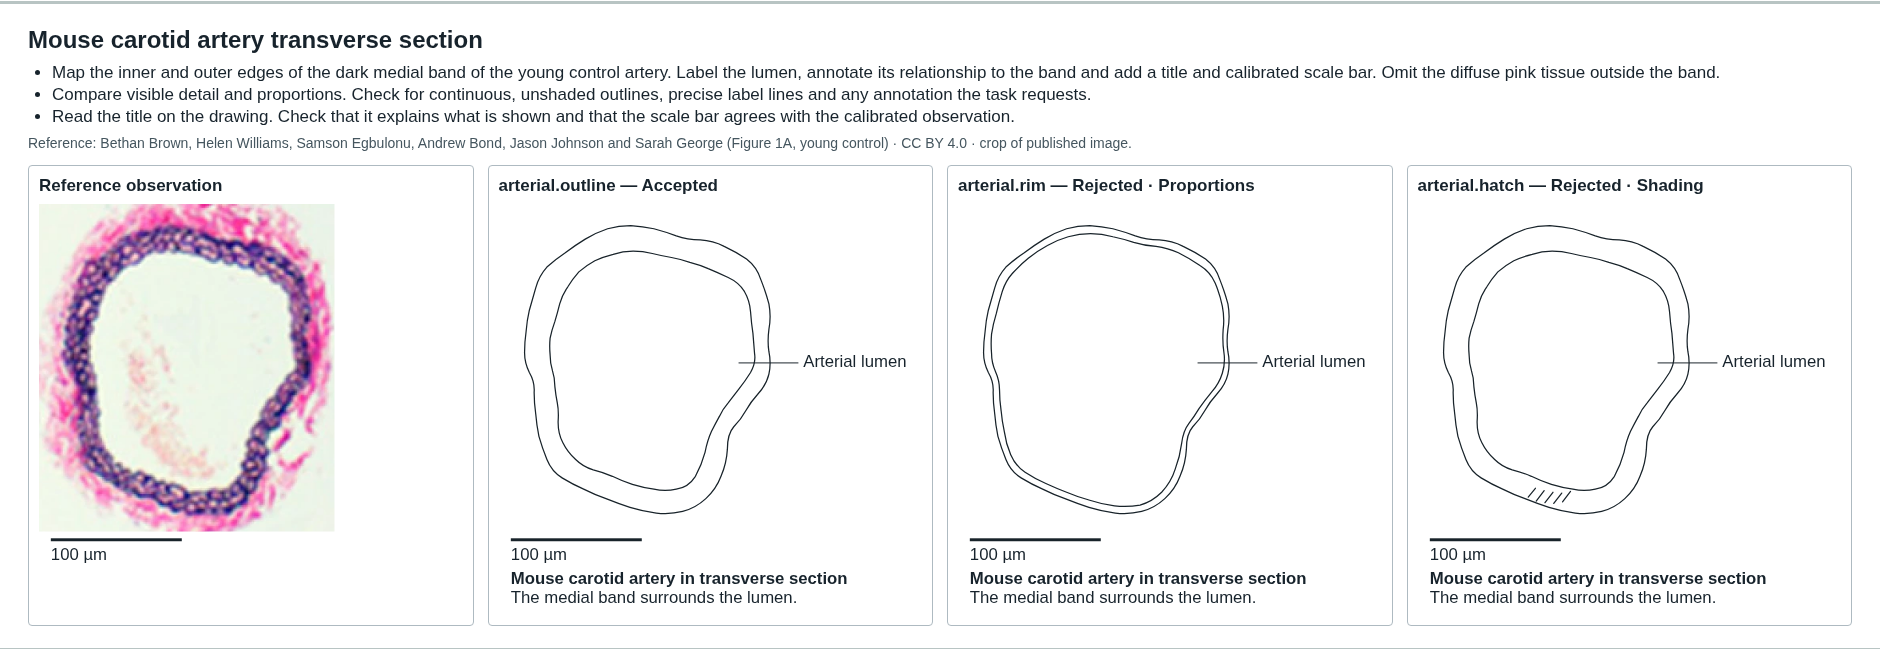 Mouse carotid artery transverse section
• Map the inner and outer edges of the dark medial band of the young control artery. Label the lumen, annotate its relationship to the band and add a title and calibrated scale bar. Omit the diffuse pink tissue outside the band.
• Compare visible detail and proportions. Check for continuous, unshaded outlines, precise label lines and any annotation the task requests.
• Read the title on the drawing. Check that it explains what is shown and that the scale bar agrees with the calibrated observation.
Reference: Bethan Brown, Helen Williams, Samson Egbulonu, Andrew Bond, Jason Johnson and Sarah George (Figure 1A, young control) · CC BY 4.0 · crop of published image.
Reference observation
100 µm
arterial.outline — Accepted
Arterial lumen
100 µm
Mouse carotid artery in transverse section
The medial band surrounds the lumen.
arterial.rim — Rejected · Proportions
Arterial lumen
100 µm
Mouse carotid artery in transverse section
The medial band surrounds the lumen.
arterial.hatch — Rejected · Shading
Arterial lumen
100 µm
Mouse carotid artery in transverse section
The medial band surrounds the lumen.